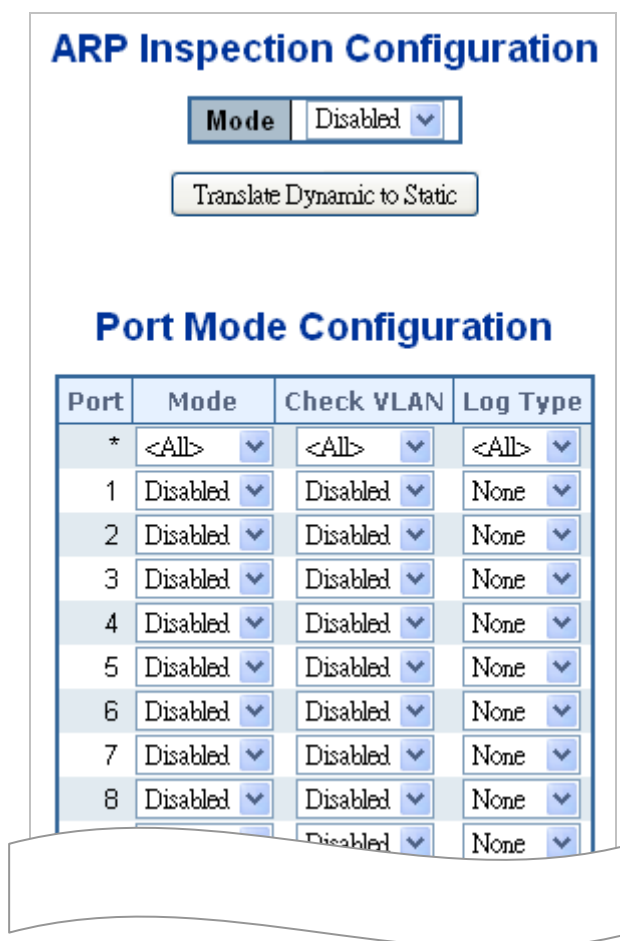 ARP Inspection Configuration
Mode Disabled
Translate Dynamic to Static
Port Mode Configuration
Port Mode Check VLAN Log Type
* <All> <All> <All>
1 Disabled Disabled None
2 Disabled Disabled None
3 Disabled Disabled None
4 Disabled Disabled None
5 Disabled Disabled None
6 Disabled Disabled None
7 Disabled Disabled None
8 Disabled Disabled None
Disabled None